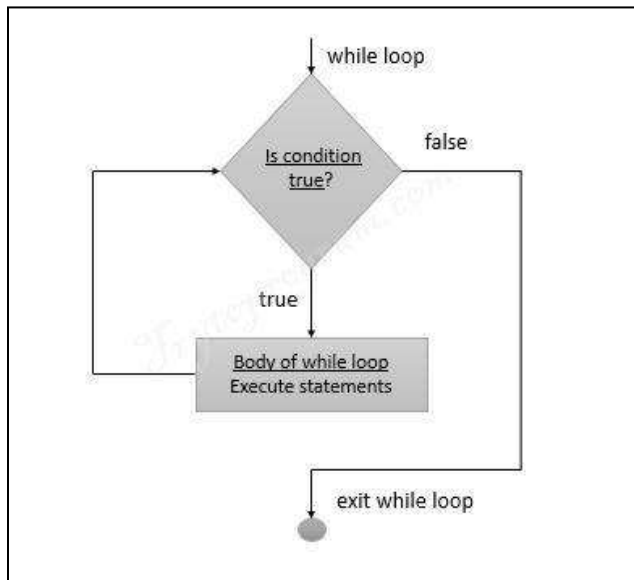 while loop
Is condition
true?
false
true
Body of while loop
Execute statements
exit while loop